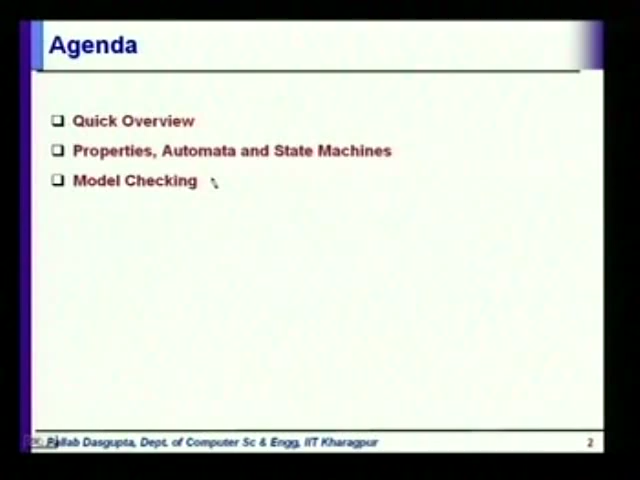 Agenda
Quick Overview
Properties, Automata and State Machines
Model Checking
Pallab Dasgupta, Dept. of Computer Sc & Engg, IIT Kharagpur
2